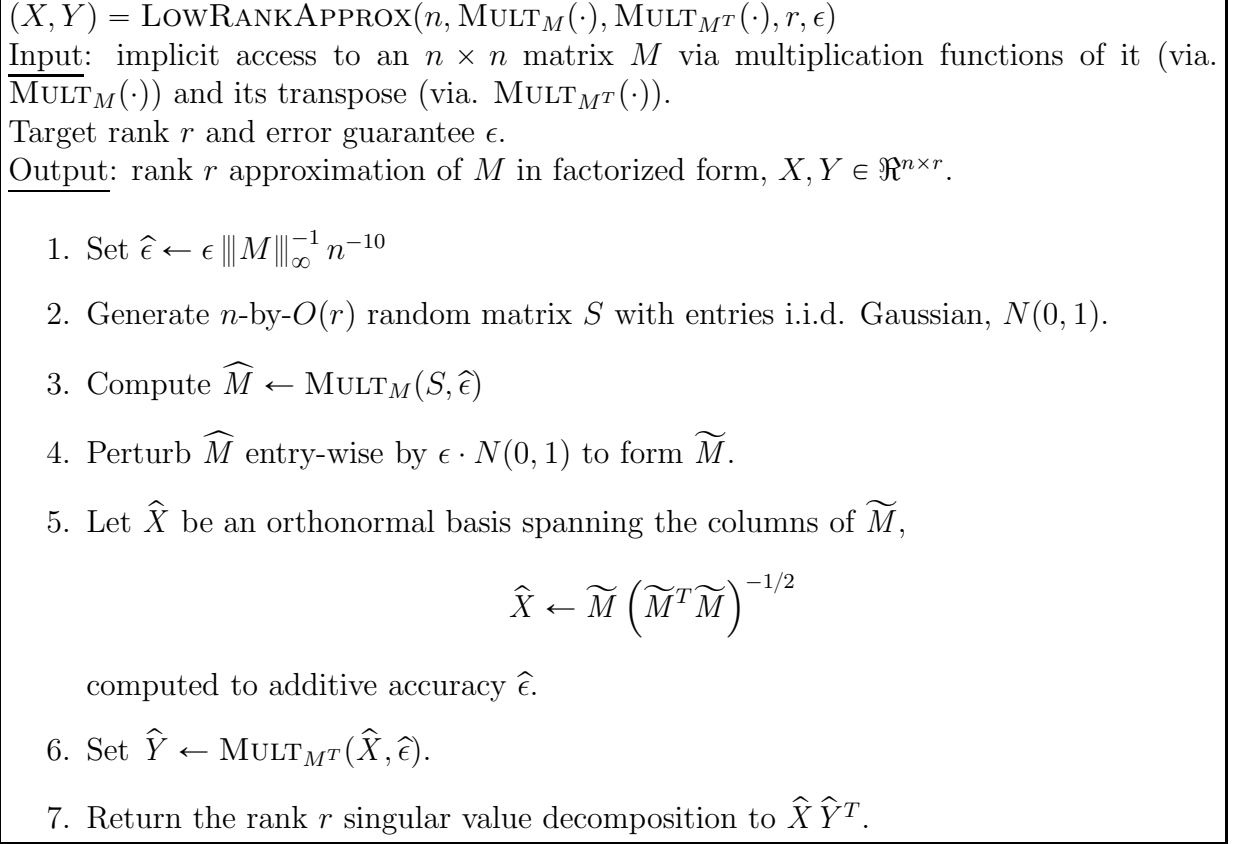 (X, Y) = LOWRANKAPPROX(n, MULT_M(·), MULT_{M^T}(·), r, ϵ)
Input: implicit access to an n × n matrix M via multiplication functions of it (via.
MULT_M(·)) and its transpose (via. MULT_{M^T}(·)).
Target rank r and error guarantee ϵ.
Output: rank r approximation of M in factorized form, X, Y ∈ ℜ^{n×r}.
1. Set ϵ̂ ← ϵ |||M|||_∞^{-1} n^{-10}
2. Generate n-by-O(r) random matrix S with entries i.i.d. Gaussian, N(0, 1).
3. Compute M̂ ← MULT_M(S, ϵ̂)
4. Perturb M̂ entry-wise by ϵ · N(0, 1) to form M̃.
5. Let X̂ be an orthonormal basis spanning the columns of M̃,
X̂ ← M̃ (M̃^T M̃)^{-1/2}
computed to additive accuracy ϵ̂.
6. Set Ŷ ← MULT_{M^T}(X̂, ϵ̂).
7. Return the rank r singular value decomposition to X̂ Ŷ^T.